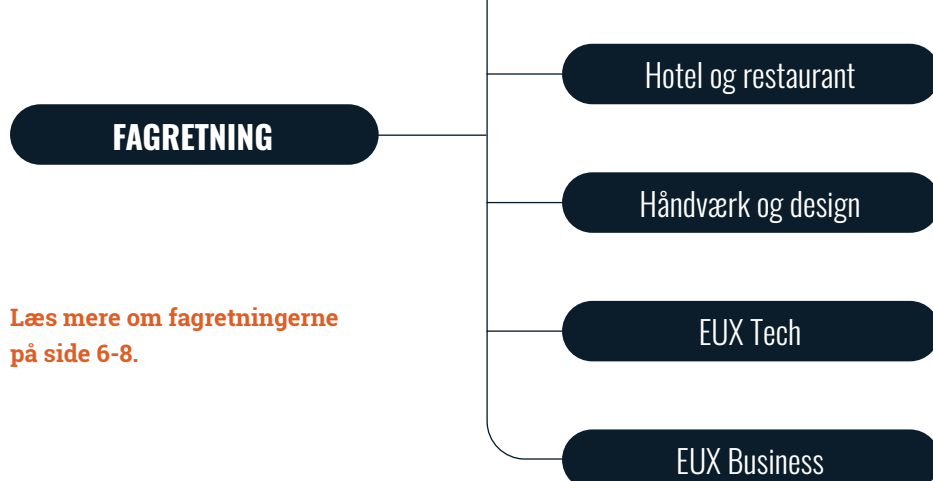 Hotel og restaurant
FAGRETNING
Håndværk og design
Læs mere om fagretningerne
på side 6-8.
EUX Tech
EUX Business